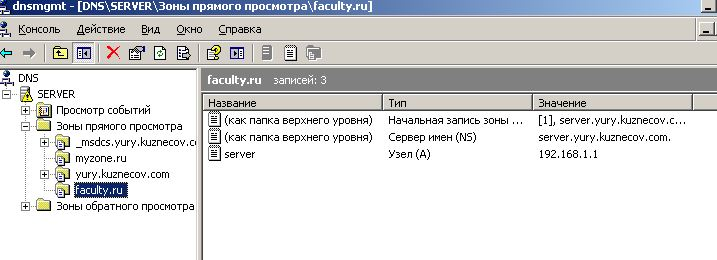 dnsmgmt - [DNS\SERVER\Зоны прямого просмотра\faculty.ru]
Консоль Действие Вид Окно Справка
DNS
SERVER
Просмотр событий
Зоны прямого просмотра
_msdcs.yury.kuznecov.co
myzone.ru
yury.kuznecov.com
faculty.ru
Зоны обратного просмотра
faculty.ru записей: 3
Название Тип Значение
(как папка верхнего уровня) Начальная запись зоны ... [1], server.yury.kuznecov.c...
(как папка верхнего уровня) Сервер имен (NS) server.yury.kuznecov.com.
server Узел (A) 192.168.1.1